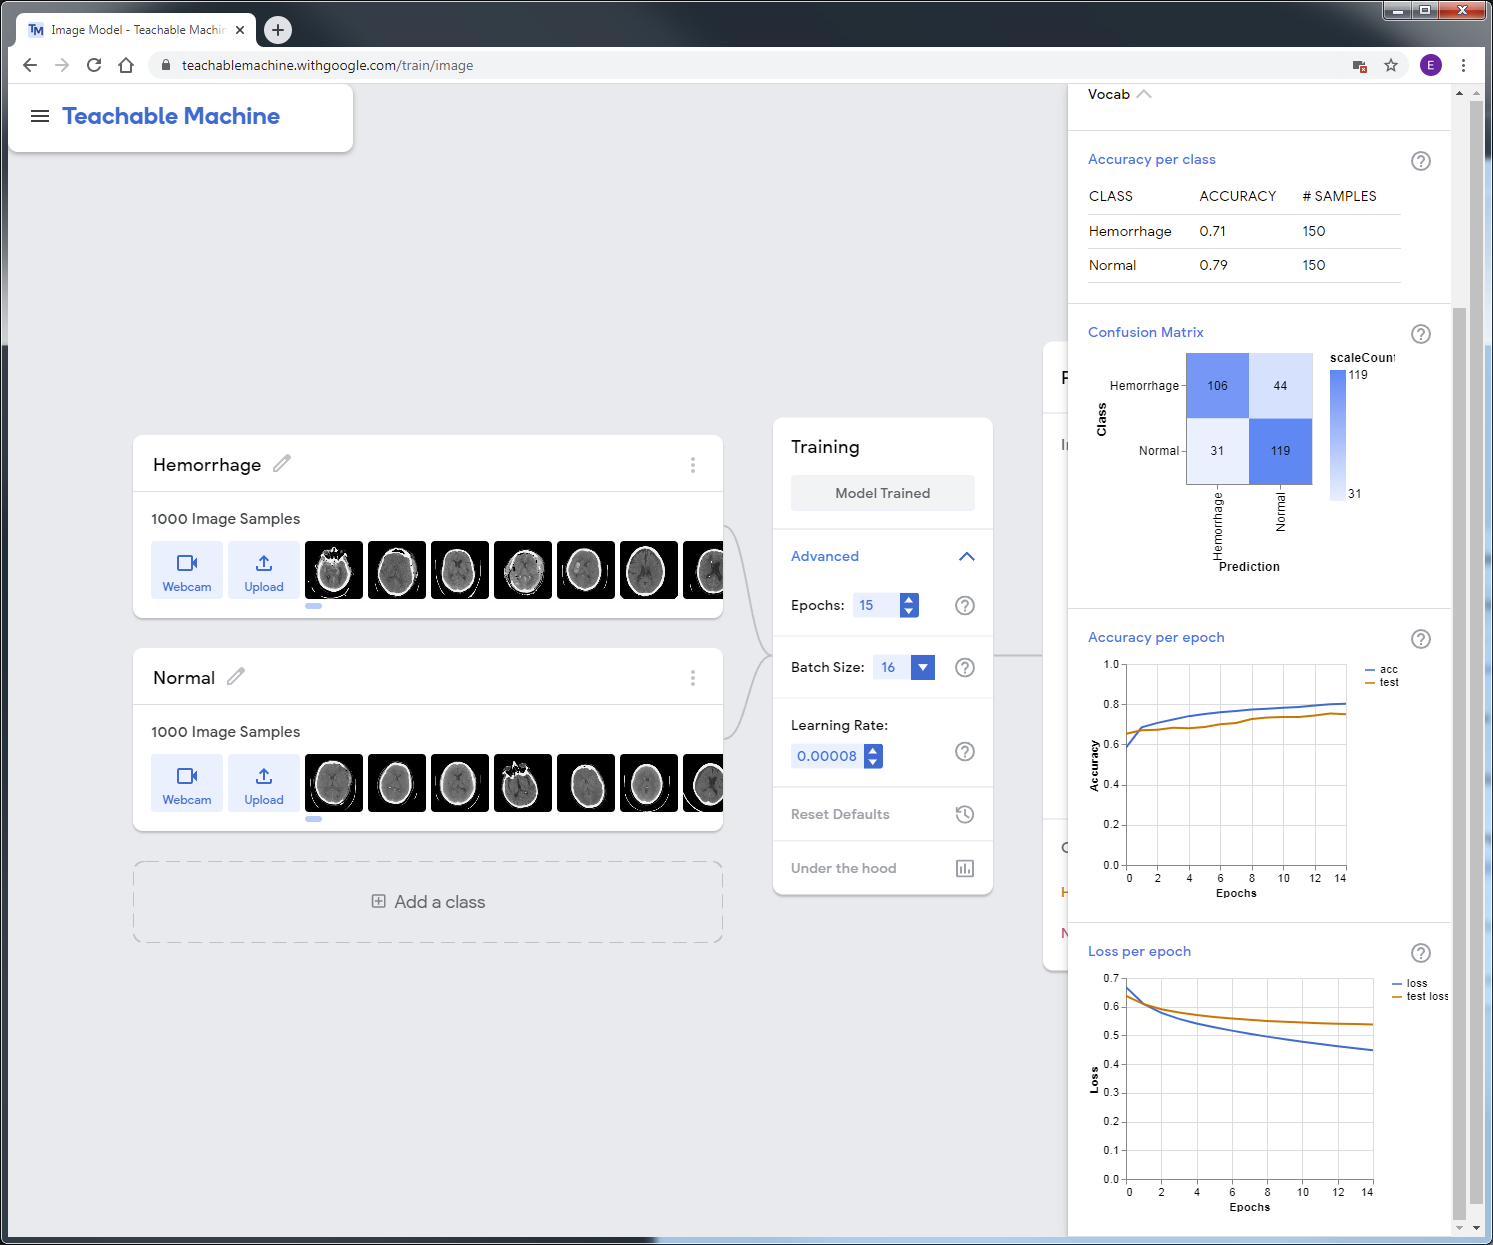 TM Image Model - Teachable Machin
teachablemachine.withgoogle.com/train/image
E
Teachable Machine
Hemorrhage
1000 Image Samples
Webcam
Upload
Normal
1000 Image Samples
Webcam
Upload
Add a class
Training
Model Trained
Advanced
Epochs: 15
Batch Size: 16
Learning Rate:
0.00008
Reset Defaults
Under the hood
Vocab
Accuracy per class
CLASS ACCURACY # SAMPLES
Hemorrhage 0.71 150
Normal 0.79 150
Confusion Matrix
scaleCount
119
31
Class
Hemorrhage 106 44
Normal 31 119
Hemorrhage Normal
Prediction
Accuracy per epoch
acc
test
Accuracy
1.0
0.8
0.6
0.4
0.2
0.0
0 2 4 6 8 10 12 14
Epochs
Loss per epoch
loss
test loss
Loss
0.7
0.6
0.5
0.4
0.3
0.2
0.1
0.0
0 2 4 6 8 10 12 14
Epochs